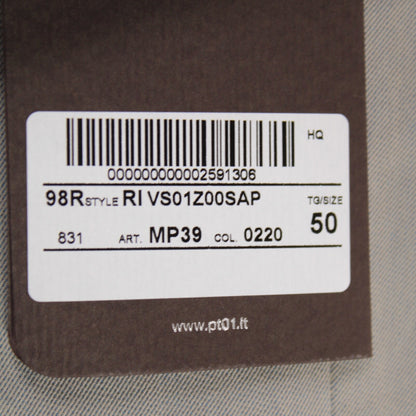 HQ
000000000002591306
98R STYLE RI VS01Z00SAP TG/SIZE
831 ART. MP39 COL. 0220 50
www.pt01.it